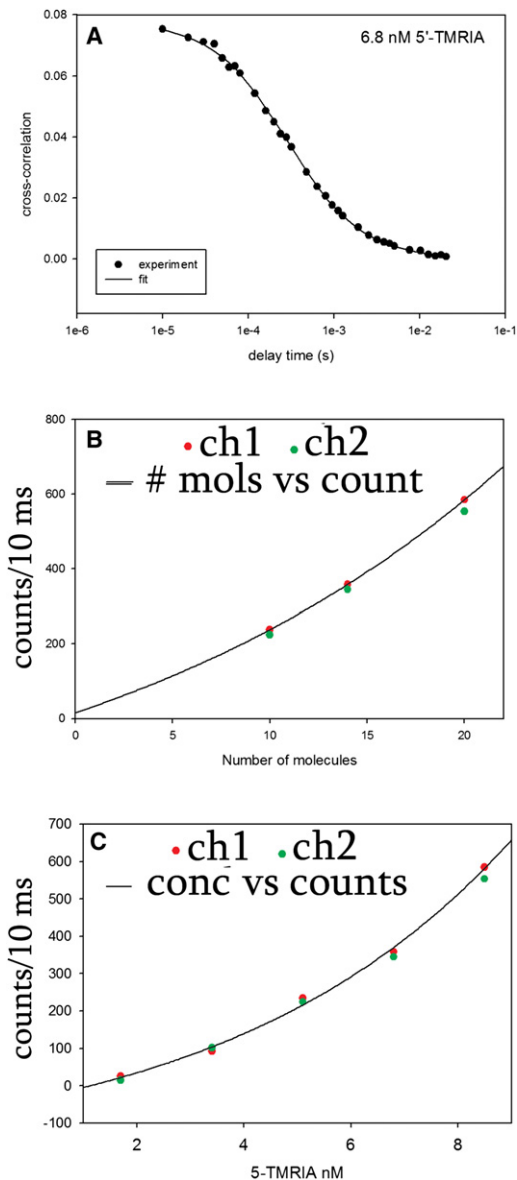 A
6.8 nM 5'-TMRIA
0.08
0.06
0.04
0.02
0.00
cross-correlation
experiment
fit
1e-6 1e-5 1e-4 1e-3 1e-2 1e-1
delay time (s)
B
ch1 ch2
# mols vs count
800
600
400
200
0
counts/10 ms
0 5 10 15 20
Number of molecules
C
ch1 ch2
conc vs counts
700
600
500
400
300
200
100
0
-100
counts/10 ms
2 4 6 8
5-TMRIA nM